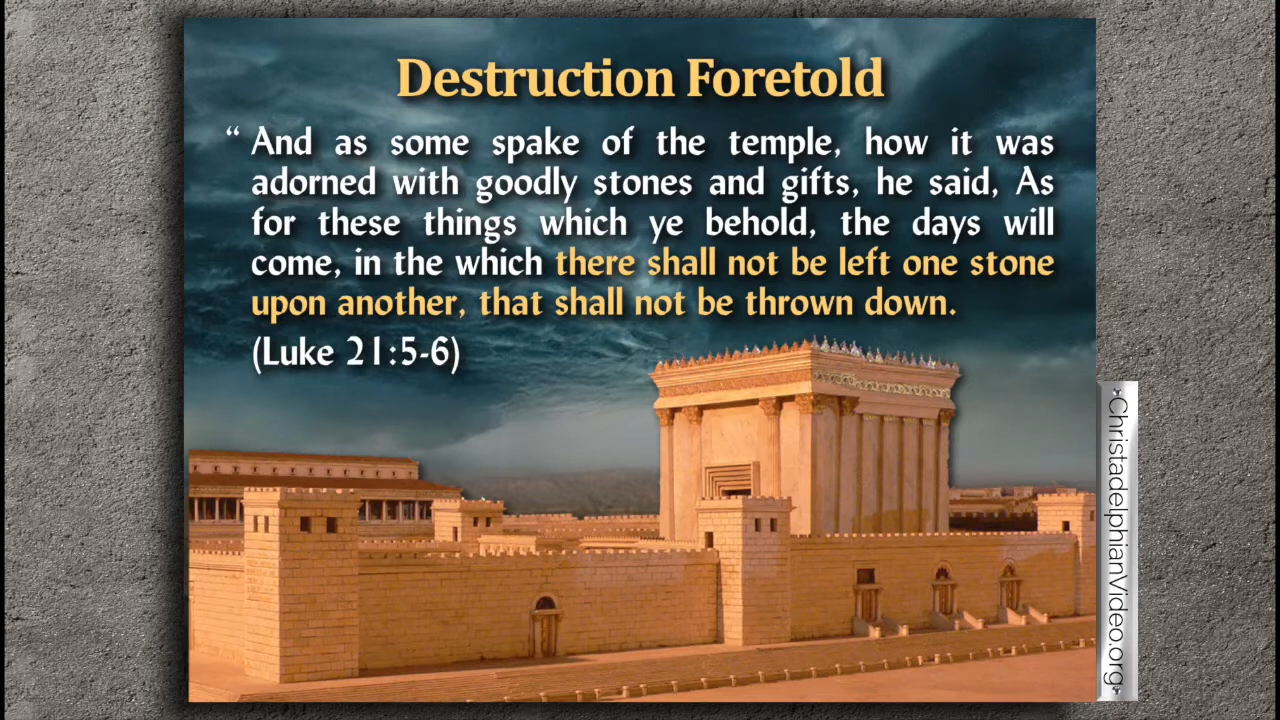 Destruction Foretold
“ And as some spake of the temple, how it was
adorned with goodly stones and gifts, he said, As
for these things which ye behold, the days will
come, in the which there shall not be left one stone
upon another, that shall not be thrown down.
(Luke 21:5-6)
•ChristadelphianVideo.org•